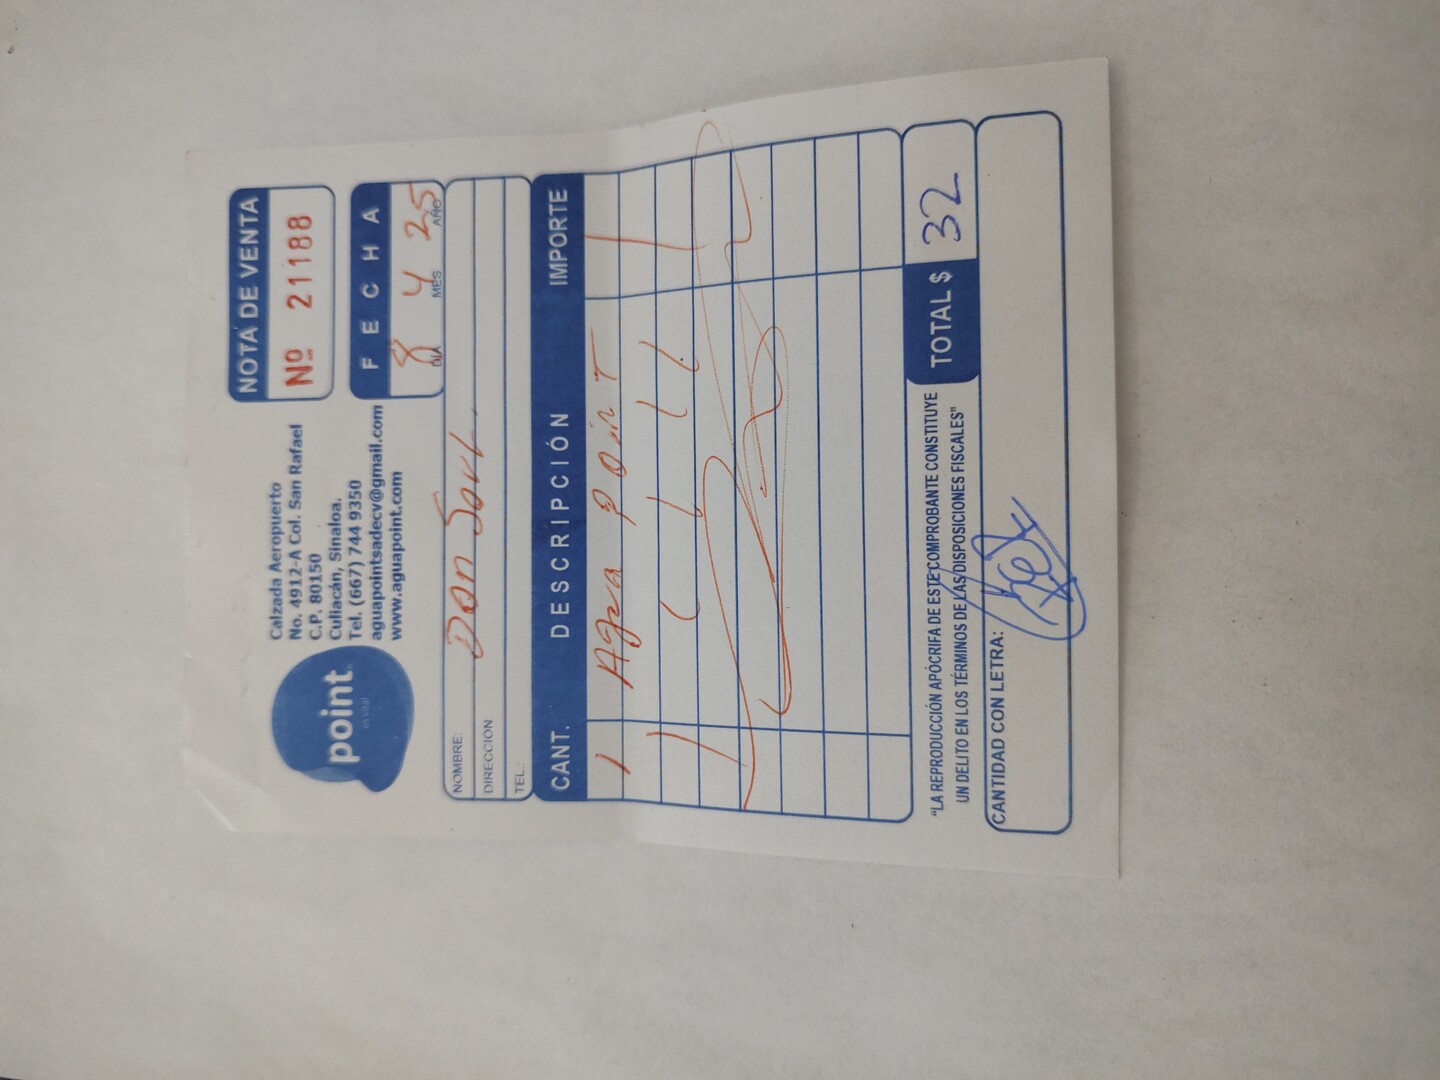 point®
es vital
Calzada Aeropuerto
No. 4912-A Col. San Rafael
C.P. 80150
Culiacán, Sinaloa.
Tel. (667) 744 9350
aguapointsadecv@gmail.com
www.aguapoint.com
NOTA DE VENTA
Nº 21188
FECHA
8 4 25
DIA MES AÑO
NOMBRE: Don
DIRECCION
TEL.:
CANT. DESCRIPCIÓN IMPORTE
1 Agua Point
TOTAL $ 32
"LA REPRODUCCIÓN APÓCRIFA DE ESTE COMPROBANTE CONSTITUYE
UN DELITO EN LOS TÉRMINOS DE LAS DISPOSICIONES FISCALES"
CANTIDAD CON LETRA: